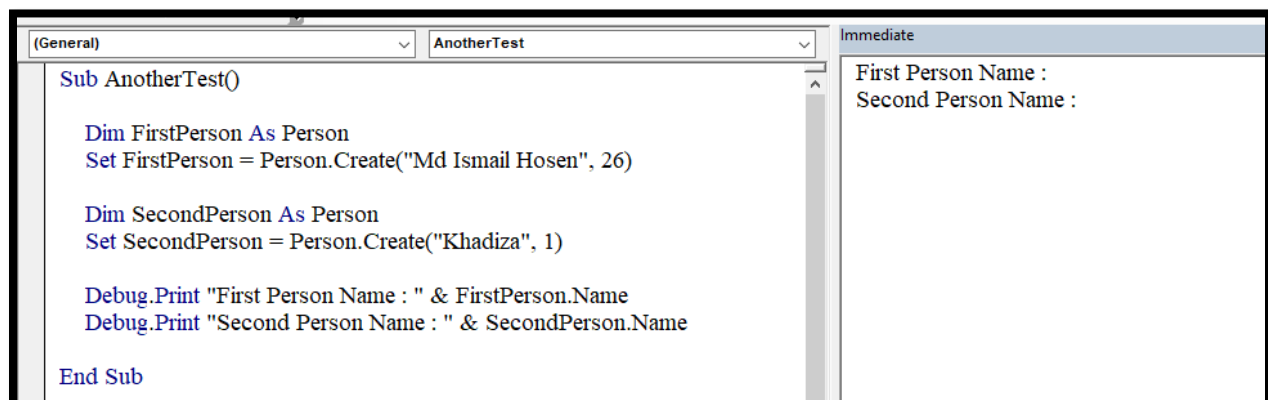 (General)
AnotherTest
Sub AnotherTest()
Dim FirstPerson As Person
Set FirstPerson = Person.Create("Md Ismail Hosen", 26)
Dim SecondPerson As Person
Set SecondPerson = Person.Create("Khadiza", 1)
Debug.Print "First Person Name : " & FirstPerson.Name
Debug.Print "Second Person Name : " & SecondPerson.Name
End Sub
Immediate
First Person Name :
Second Person Name :